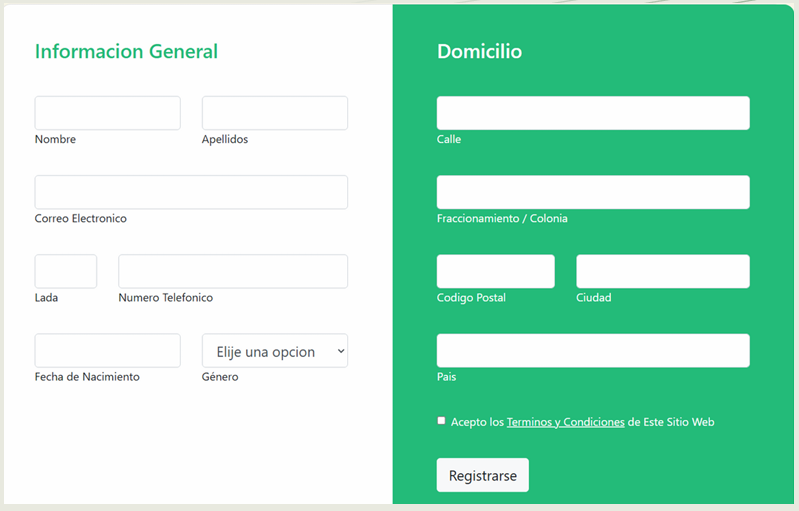 Informacion General
Nombre Apellidos
Correo Electronico
Lada Numero Telefonico
Elije una opcion
Fecha de Nacimiento Género
Domicilio
Calle
Fraccionamiento / Colonia
Codigo Postal Ciudad
Pais
Acepto los Terminos y Condiciones de Este Sitio Web
Registrarse